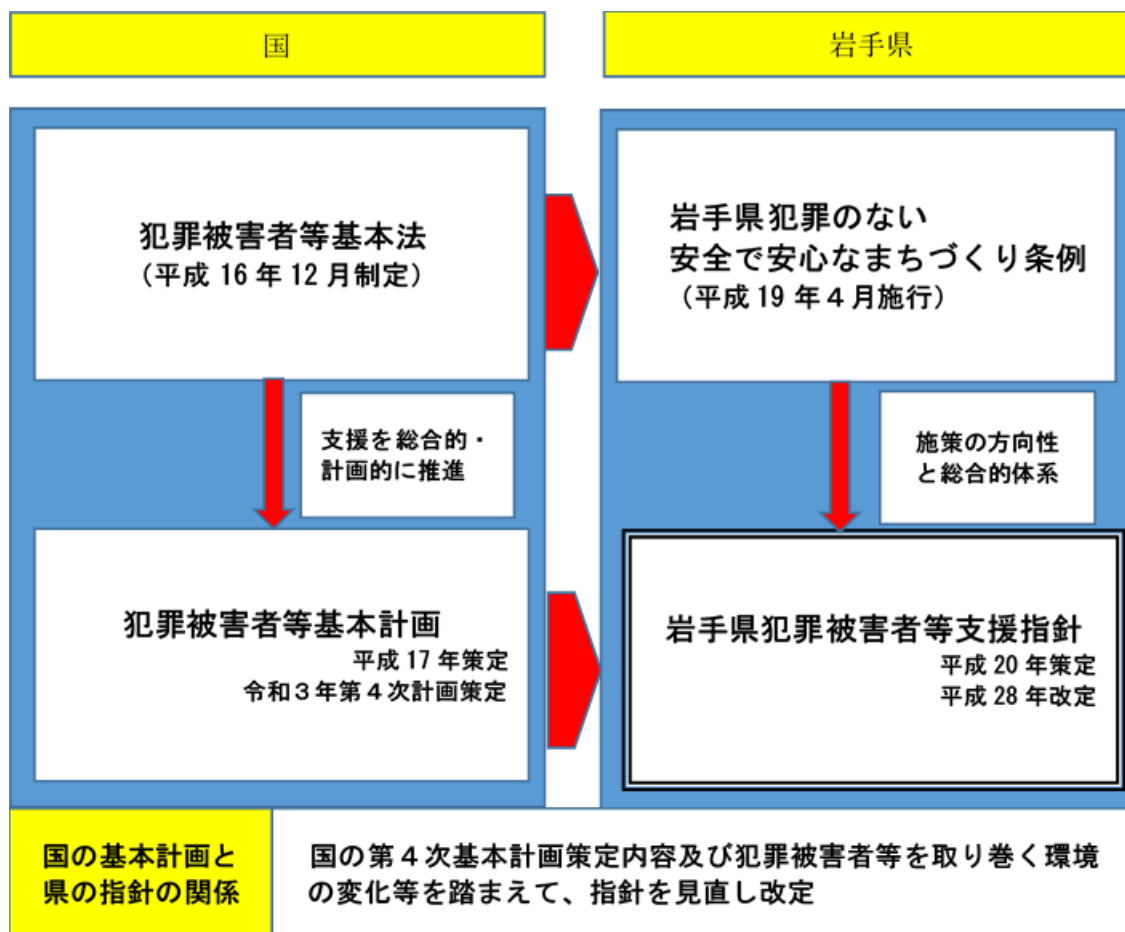 国
岩手県
犯罪被害者等基本法
（平成 16 年 12 月制定）
岩手県犯罪のない
安全で安心なまちづくり条例
（平成 19 年４月施行）
支援を総合的・
計画的に推進
施策の方向性
と総合的体系
犯罪被害者等基本計画
平成 17 年策定
令和３年第４次計画策定
岩手県犯罪被害者等支援指針
平成 20 年策定
平成 28 年改定
国の基本計画と
県の指針の関係
国の第４次基本計画策定内容及び犯罪被害者等を取り巻く環境
の変化等を踏まえて、指針を見直し改定